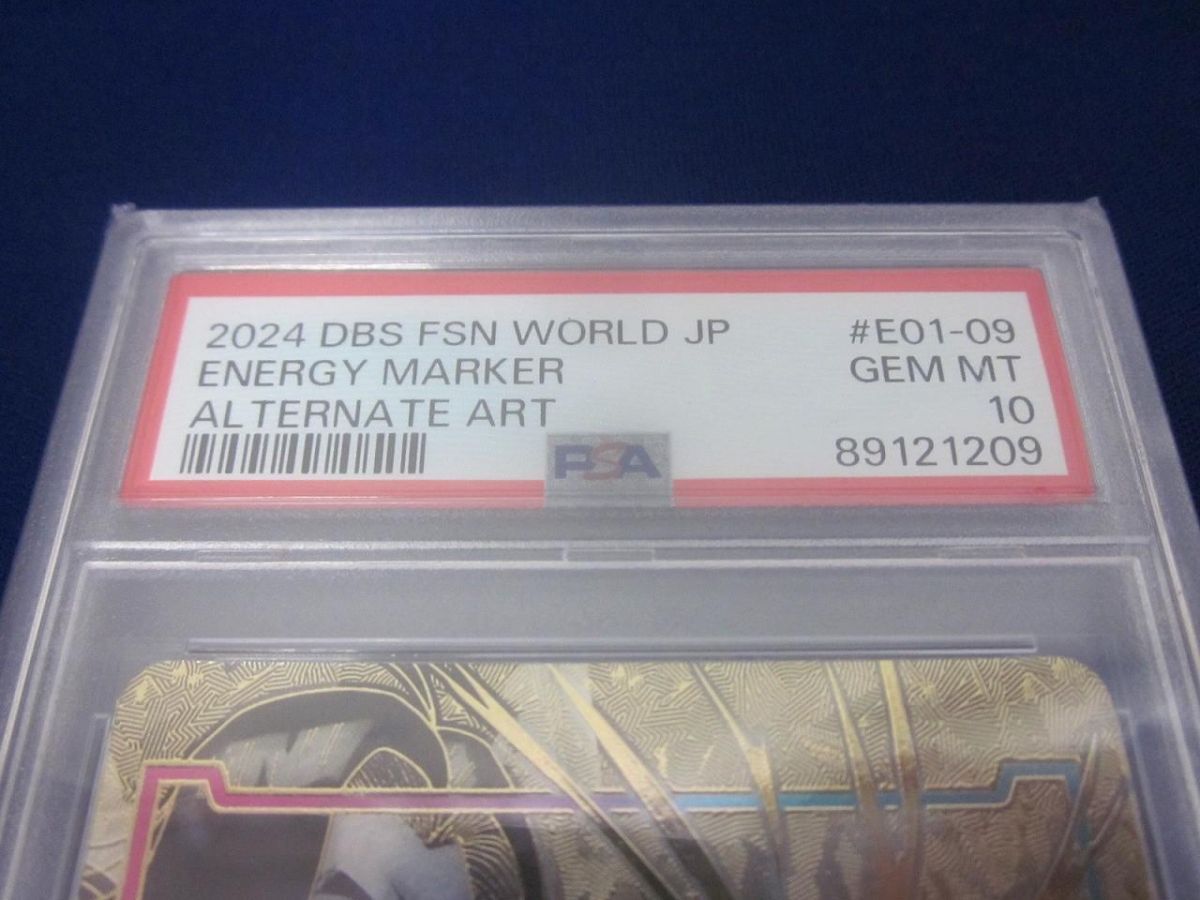 2024 DBS FSN WORLD JP #E01-09
ENERGY MARKER GEM MT
ALTERNATE ART 10
PSA 89121209